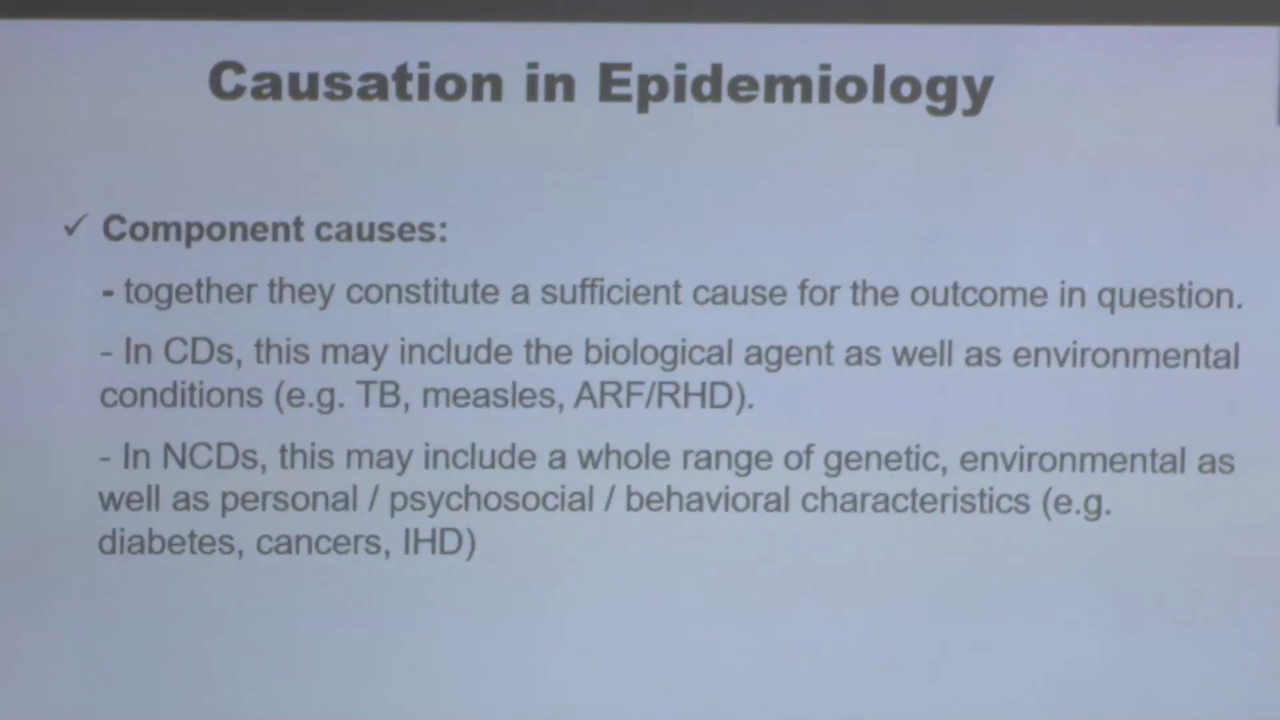 Causation in Epidemiology
✓ Component causes:
- together they constitute a sufficient cause for the outcome in question.
- In CDs, this may include the biological agent as well as environmental
conditions (e.g. TB, measles, ARF/RHD).
- In NCDs, this may include a whole range of genetic, environmental as
well as personal / psychosocial / behavioral characteristics (e.g.
diabetes, cancers, IHD)